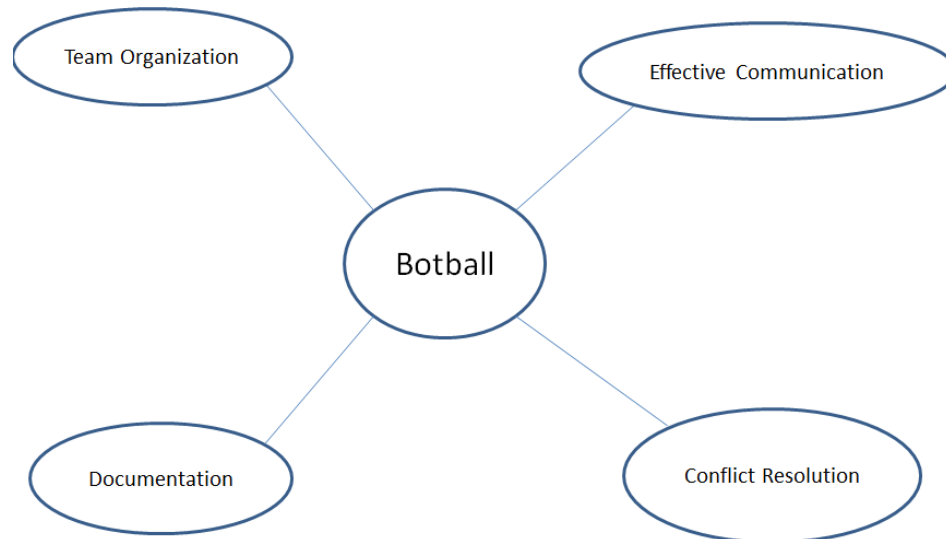 Team Organization
Effective Communication
Botball
Documentation
Conflict Resolution